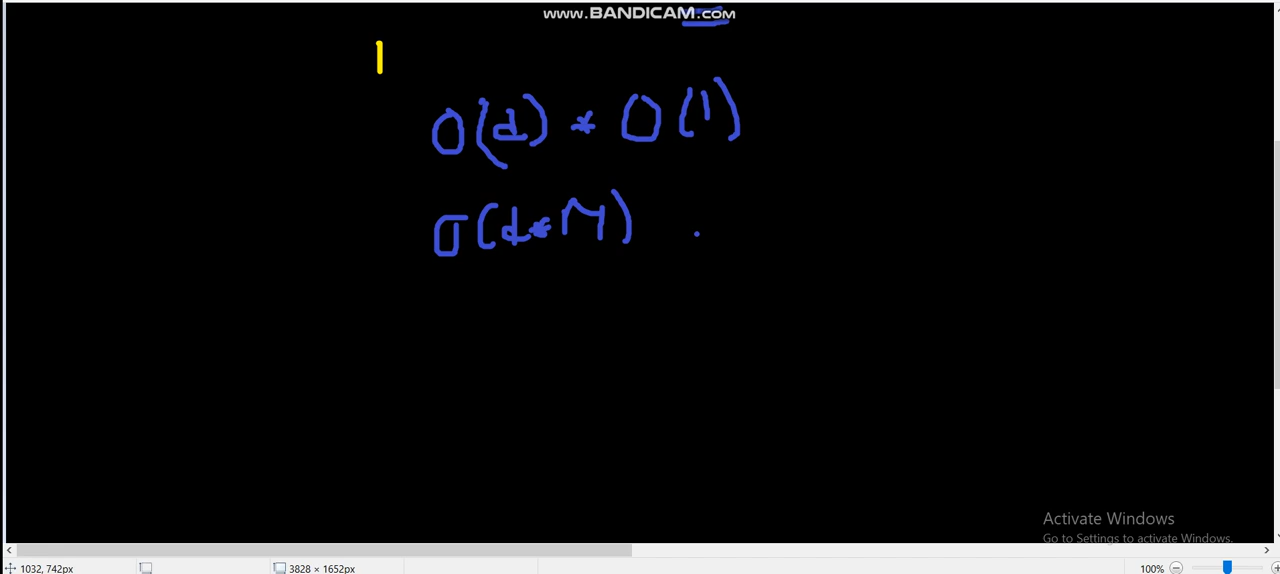 www.BANDICAM.com
O(d) * O(1)
O(d*M)
Activate Windows
Go to Settings to activate Windows.
1032, 742px
3828 × 1652px
100%